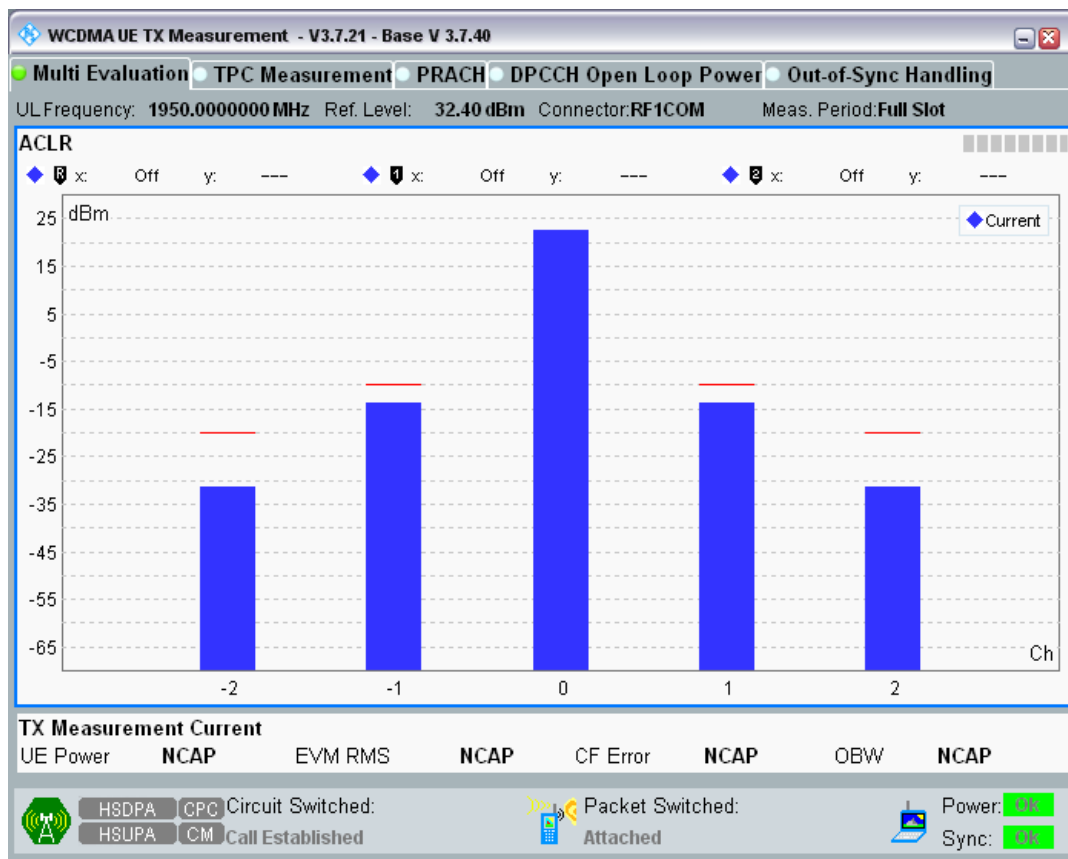 WCDMA UE TX Measurement - V3.7.21 - Base V 3.7.40
Multi Evaluation TPC Measurement PRACH DPCCH Open Loop Power Out-of-Sync Handling
UL Frequency: 1950.0000000 MHz Ref. Level: 32.40 dBm Connector:RF1COM Meas. Period:Full Slot
ACLR
R x: Off y: --- 1 x: Off y: --- 2 x: Off y: ---
dBm
Current
25
15
5
-5
-15
-25
-35
-45
-55
-65
Ch
-2 -1 0 1 2
TX Measurement Current
UE Power NCAP EVM RMS NCAP CF Error NCAP OBW NCAP
HSDPA CPC Circuit Switched: Packet Switched: Power: Ok
HSUPA CM Call Established Attached Sync: Ok